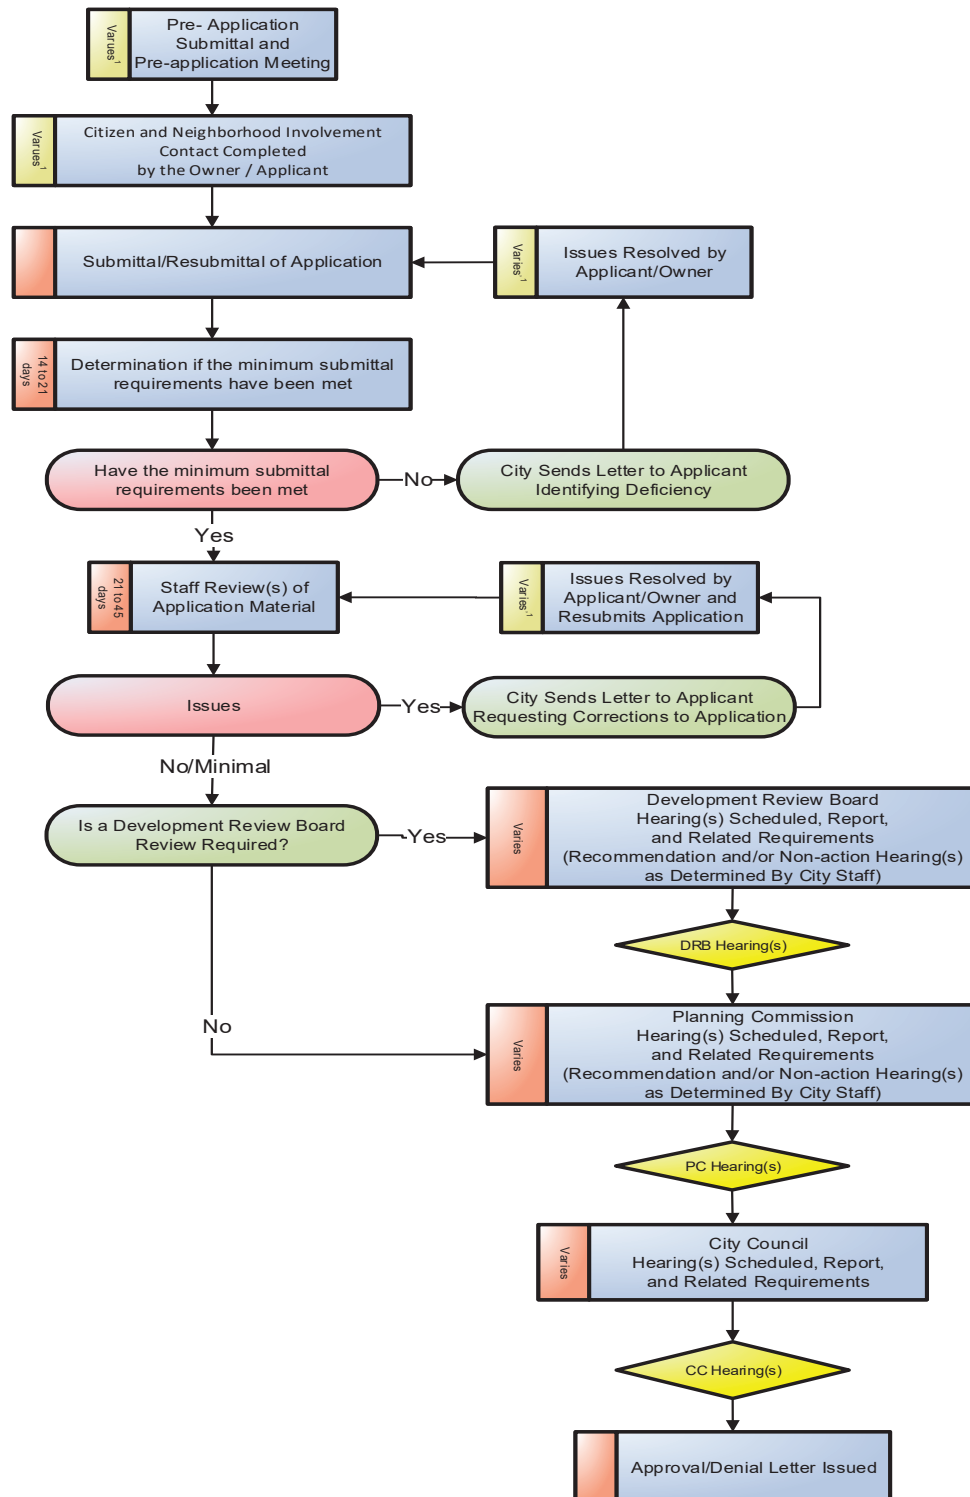 Varues.¹
Pre- Application
Submittal and
Pre-application Meeting
Varues.¹
Citizen and Neighborhood Involvement
Contact Completed
by the Owner / Applicant
Submittal/Resubmittal of Application
Varies.¹
Issues Resolved by
Applicant/Owner
14 to 21
days
Determination if the minimum submittal
requirements have been met
Have the minimum submittal
requirements been met
No
City Sends Letter to Applicant
Identifying Deficiency
Yes
21 to 45
days
Staff Review(s) of
Application Material
Varies.¹
Issues Resolved by
Applicant/Owner and
Resubmits Application
Issues
Yes
City Sends Letter to Applicant
Requesting Corrections to Application
No/Minimal
Is a Development Review Board
Review Required?
Yes
Varies
Development Review Board
Hearing(s) Scheduled, Report,
and Related Requirements
(Recommendation and/or Non-action Hearing(s)
as Determined By City Staff)
DRB Hearing(s)
No
Varies
Planning Commission
Hearing(s) Scheduled, Report,
and Related Requirements
(Recommendation and/or Non-action Hearing(s)
as Determined By City Staff)
PC Hearing(s)
Varies
City Council
Hearing(s) Scheduled, Report,
and Related Requirements
CC Hearing(s)
Approval/Denial Letter Issued